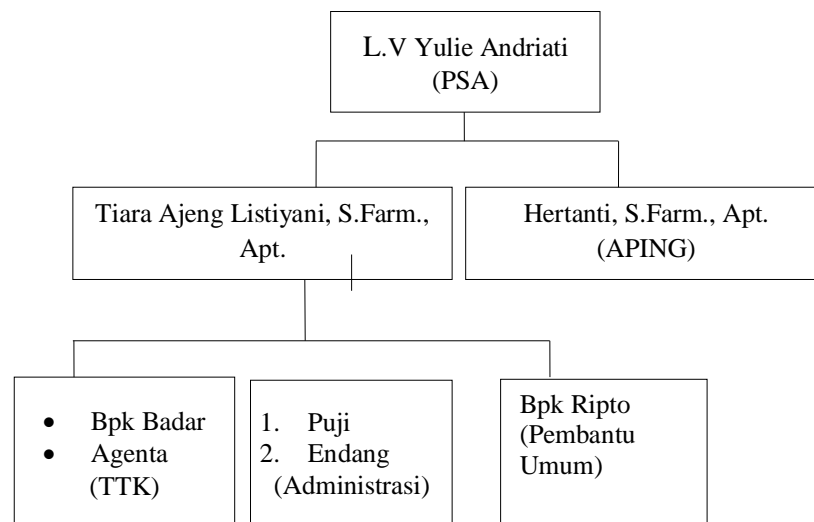 L.V Yulie Andriati
(PSA)
Tiara Ajeng Listiyani, S.Farm.,
Apt.
Hertanti, S.Farm., Apt.
(APING)
• Bpk Badar
• Agenta
(TTK)
1. Puji
2. Endang
(Administrasi)
Bpk Ripto
(Pembantu
Umum)